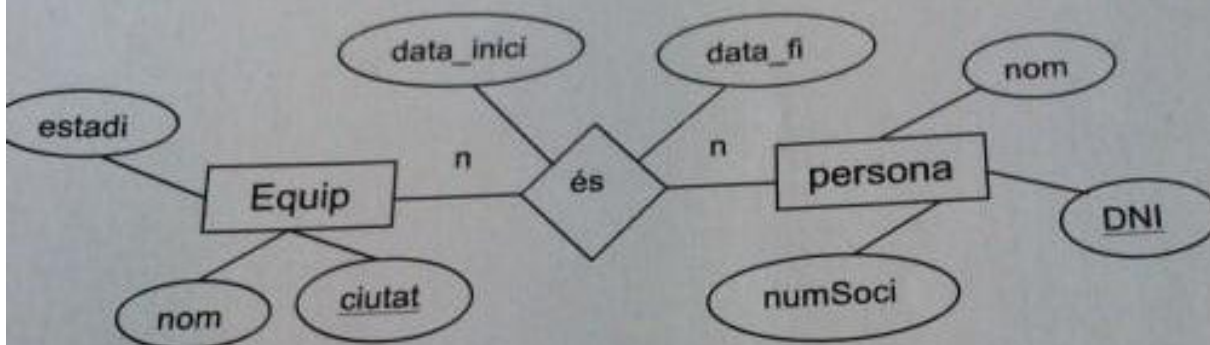 data_inici
data_fi
nom
estadi
n
n
Equip
és
persona
DNI
nom
ciutat
numSoci